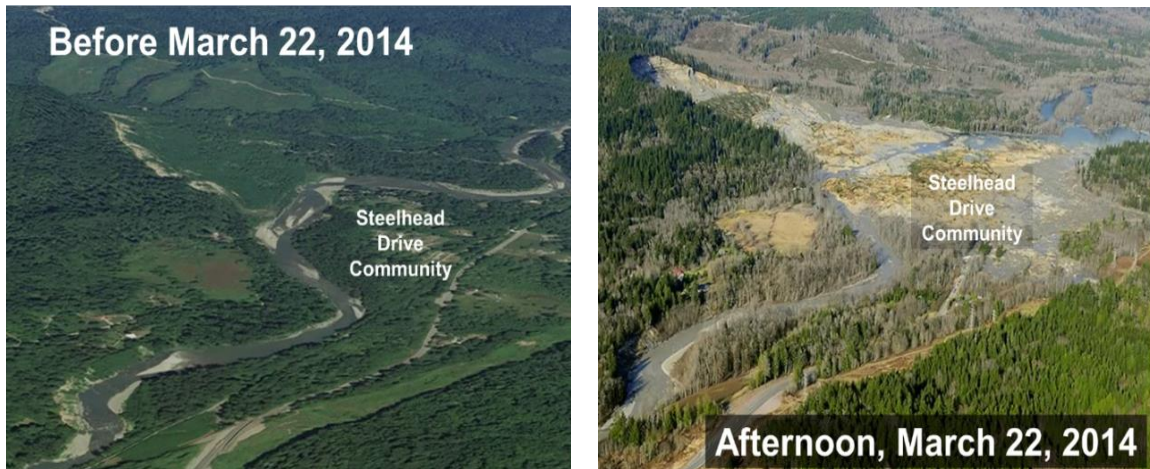 Before March 22, 2014
Steelhead
Drive
Community
Steelhead
Drive
Community
Afternoon, March 22, 2014